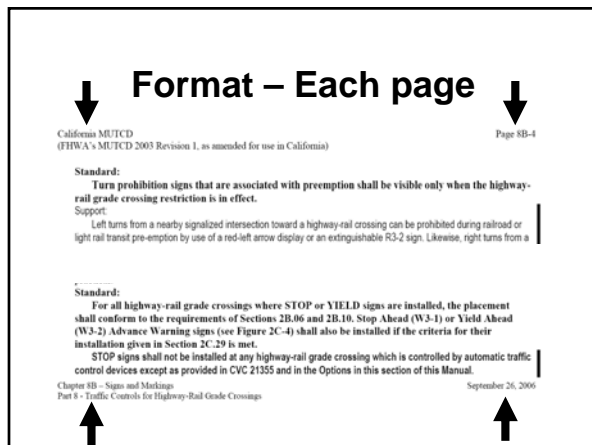 Format – Each page
California MUTCD Page 8B-4
(FHWA's MUTCD 2003 Revision 1, as amended for use in California)
Standard:
Turn prohibition signs that are associated with preemption shall be visible only when the highway-
rail grade crossing restriction is in effect.
Support:
Left turns from a nearby signalized intersection toward a highway-rail crossing can be prohibited during railroad or
light rail transit pre-emption by use of a red-left arrow display or an extinguishable R3-2 sign. Likewise, right turns from a
Standard:
For all highway-rail grade crossings where STOP or YIELD signs are installed, the placement
shall conform to the requirements of Sections 2B.06 and 2B.10. Stop Ahead (W3-1) or Yield Ahead
(W3-2) Advance Warning signs (see Figure 2C-4) shall also be installed if the criteria for their
installation given in Section 2C.29 is met.
STOP signs shall not be installed at any highway-rail grade crossing which is controlled by automatic traffic
control devices except as provided in CVC 21355 and in the Options in this section of this Manual.
Chapter 8B – Signs and Markings September 26, 2006
Part 8 - Traffic Controls for Highway-Rail Grade Crossings